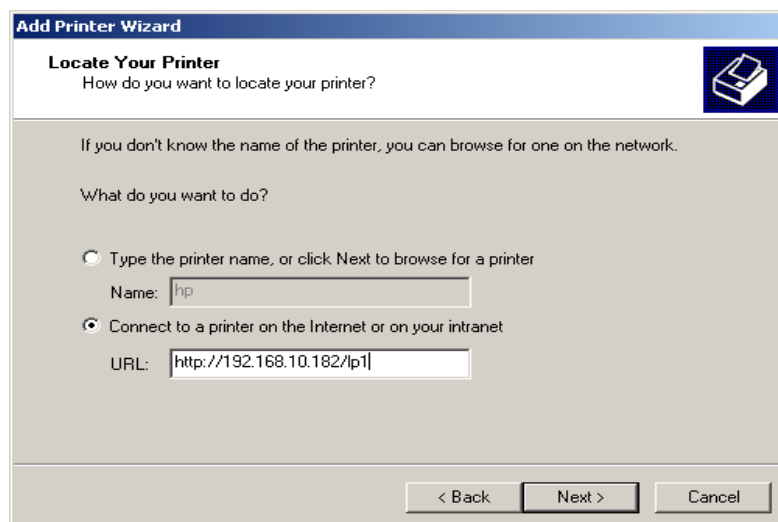 Add Printer Wizard
Locate Your Printer
How do you want to locate your printer?
If you don't know the name of the printer, you can browse for one on the network.
What do you want to do?
Type the printer name, or click Next to browse for a printer
Name: hp
Connect to a printer on the Internet or on your intranet
URL: http://192.168.10.182/lp1
< Back Next > Cancel